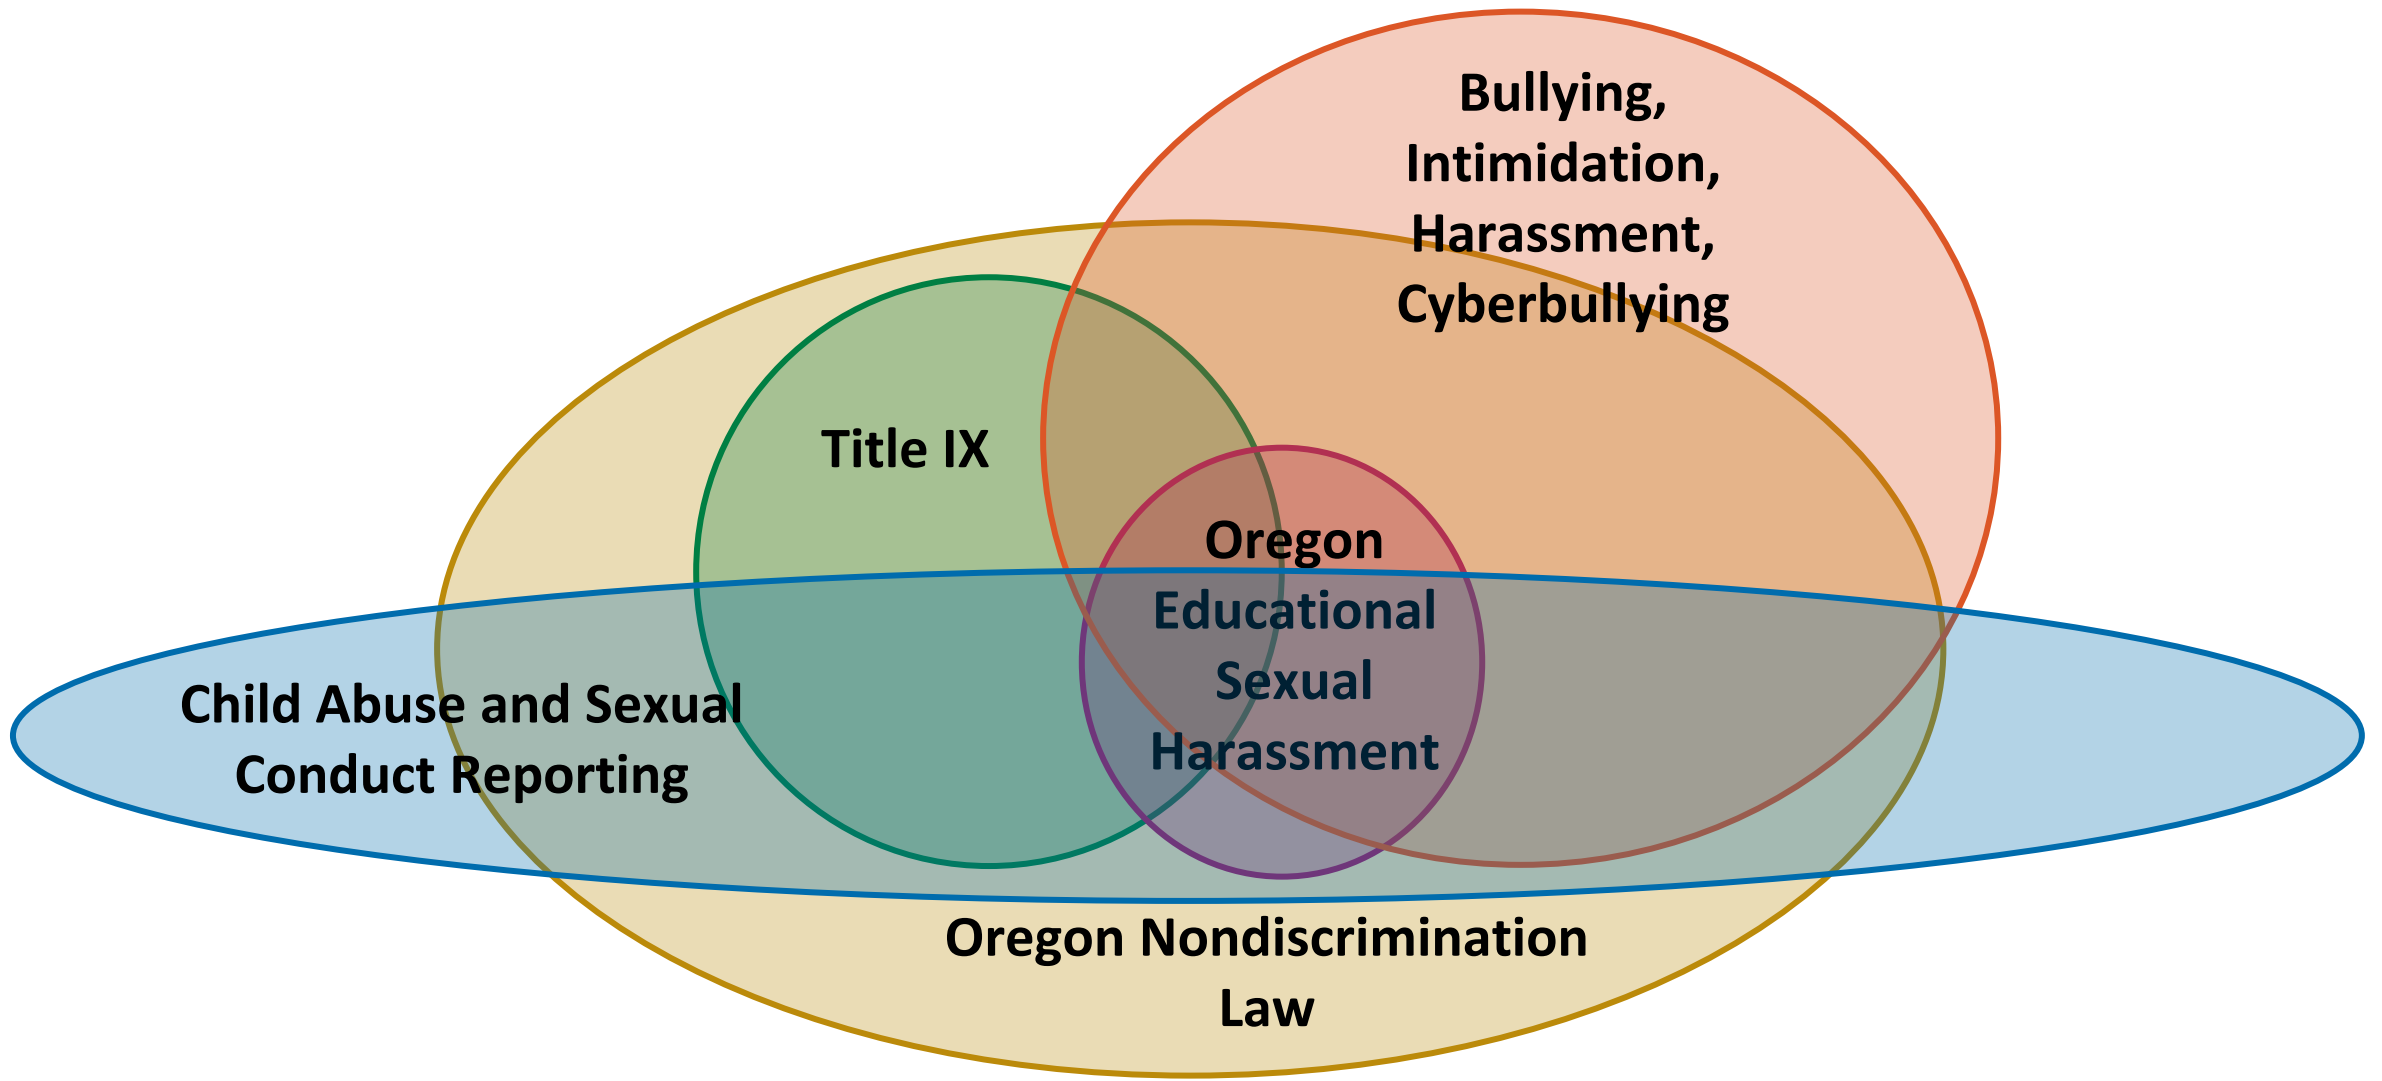 Bullying,
Intimidation,
Harassment,
Cyberbullying
Title IX
Oregon
Educational
Sexual
Harassment
Child Abuse and Sexual
Conduct Reporting
Oregon Nondiscrimination
Law